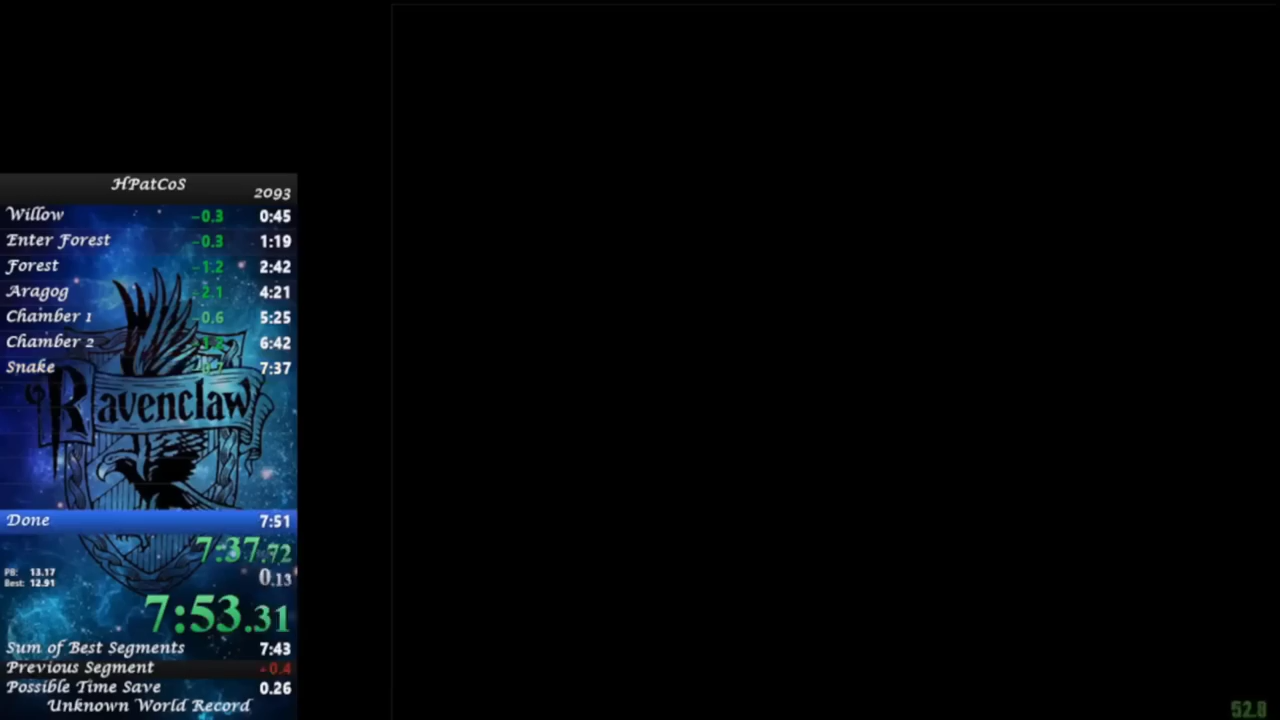 HPatCoS
2093
Willow -0.3 0:45
Enter Forest -0.3 1:19
Forest -1.2 2:42
Aragog -2.1 4:21
Chamber 1 -0.6 5:25
Chamber 2 6:42
Snake 7:37
Ravenclaw
Done 7:51
7:37.72
PB: 13.17
Best: 12.91
0.13
7:53.31
Sum of Best Segments 7:43
Previous Segment +0.4
Possible Time Save 0.26
Unknown World Record
52.8